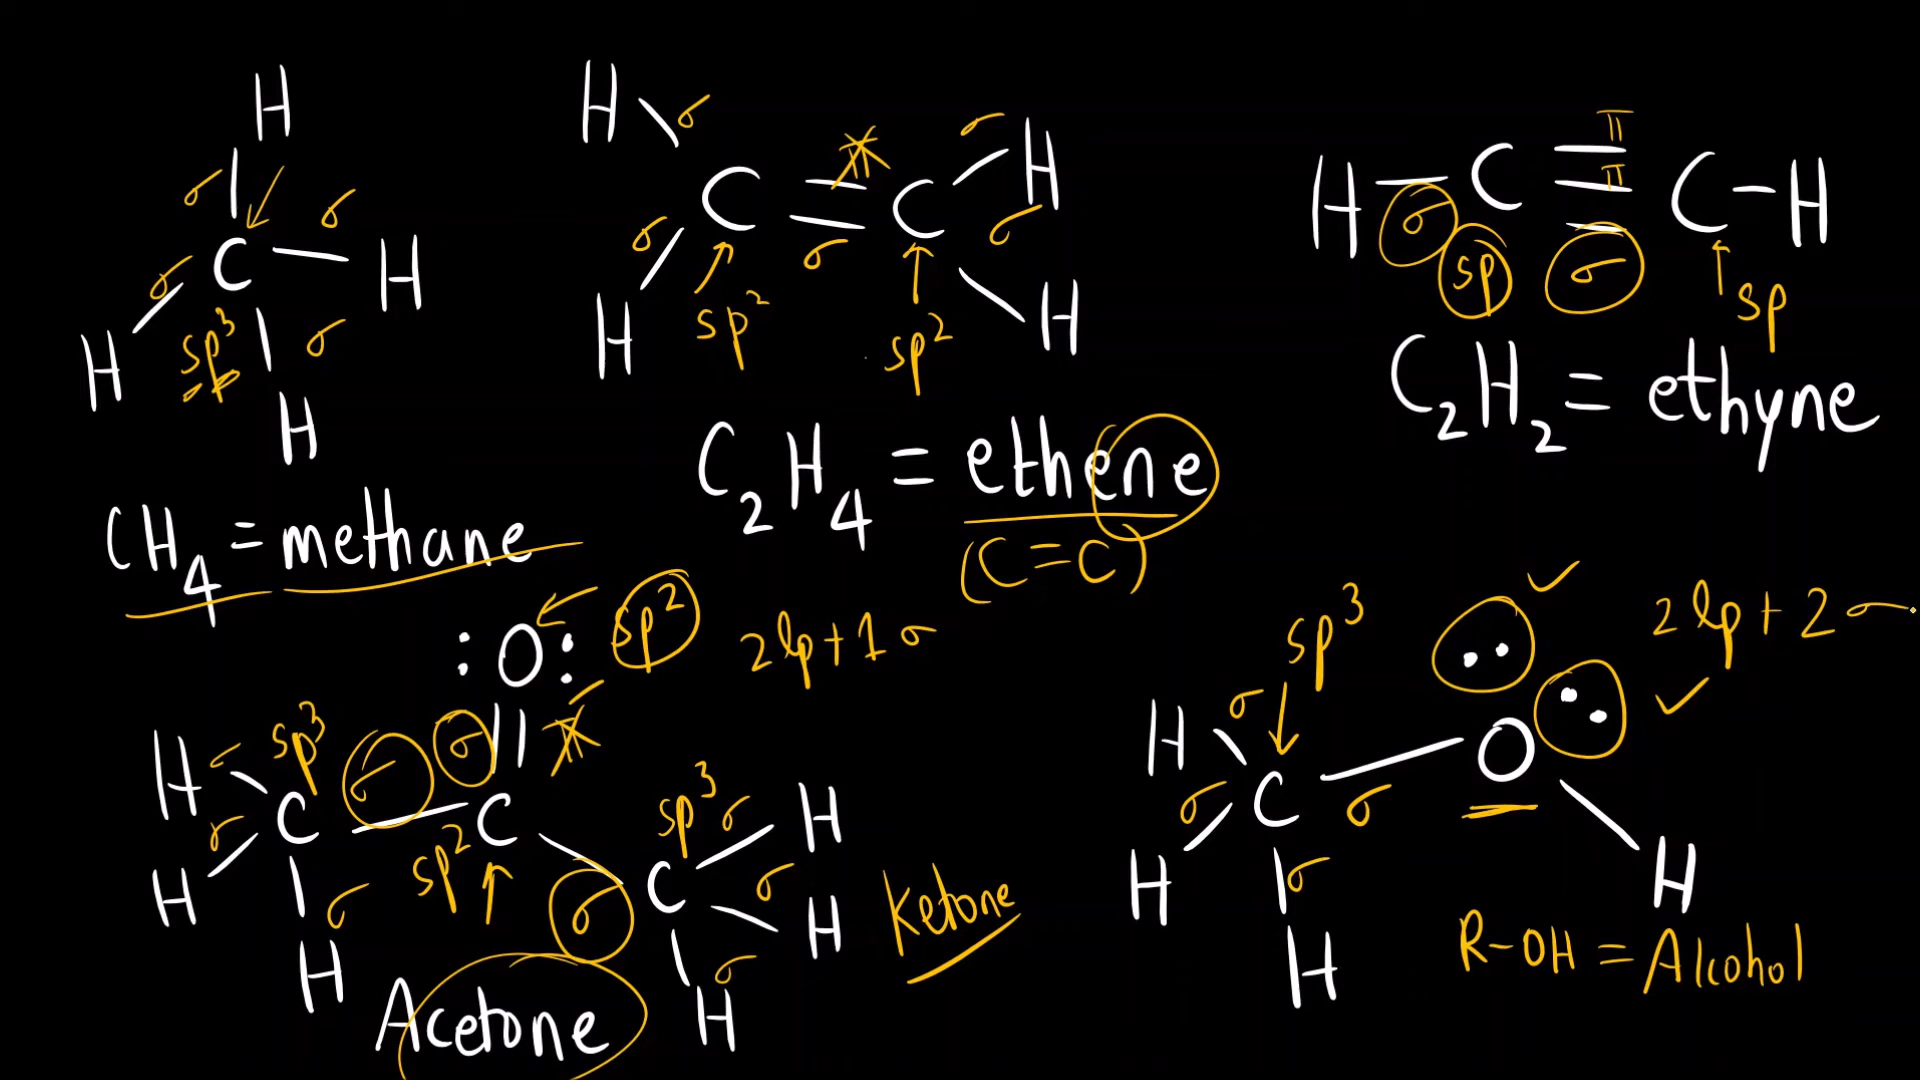 H
σ σ
C H
σ
H sp³ σ
H
CH₄ = methane
H σ σ H
π
C = C
σ σ σ
H sp² sp² H
C₂H₄ = ethene
(C=C)
π
H - C ≡ C - H
π
σ sp σ sp
C₂H₂ = ethyne
:O: sp² 2lp + 1σ
H σ sp³ σ σ π
C C
σ sp² sp³ σ H
H σ σ C σ
H H
σ
H
Ketone
Acetone
sp³ 2lp + 2σ
H σ
C O
σ σ
H σ H
H
R-OH = Alcohol